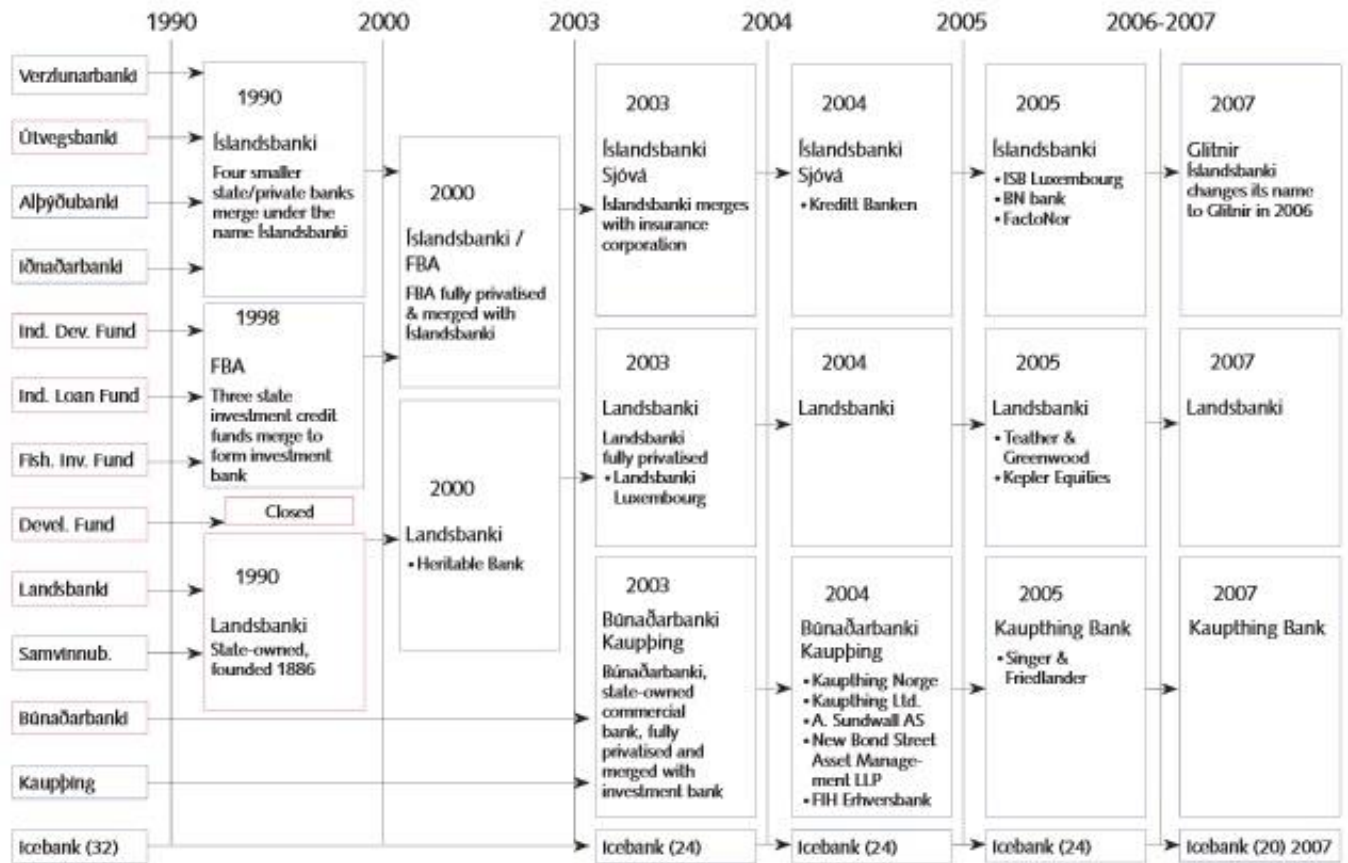 1990
2000
2003
2004
2005
2006-2007
Verzlunarbanki
Útvegsbanki
Alþýðubanki
Iðnaðarbanki
Ind. Dev. Fund
Ind. Loan Fund
Fish. Inv. Fund
Devel. Fund
Landsbanki
Samvinnub.
Búnaðarbanki
Kaupþing
Icebank (32)
1990
Íslandsbanki
Four smaller
state/private banks
merge under the
name Íslandsbanki
1998
FBA
Three state
investment credit
funds merge to
form investment
bank
Closed
1990
Landsbanki
State-owned,
founded 1886
2000
Íslandsbanki /
FBA
FBA fully privatised
& merged with
Íslandsbanki
2000
Landsbanki
• Heritable Bank
2003
Íslandsbanki
Sjóvá
Íslandsbanki merges
with insurance
corporation
2003
Landsbanki
Landsbanki
fully privatised
• Landsbanki
Luxembourg
2003
Búnaðarbanki
Kaupþing
Búnaðarbanki,
state-owned
commercial
bank, fully
privatised and
merged with
investment bank
Icebank (24)
2004
Íslandsbanki
Sjóvá
• Kreditt Banken
2004
Landsbanki
2004
Búnaðarbanki
Kaupþing
• Kaupthing Norge
• Kaupthing Ltd.
• A. Sundwall AS
• New Bond Street
Asset Manage-
ment LLP
• FIH Erhversbank
Icebank (24)
2005
Íslandsbanki
• ISB Luxembourg
• BN bank
• FactoNor
2005
Landsbanki
• Teather &
Greenwood
• Kepler Equities
2005
Kaupthing Bank
• Singer &
Friedlander
Icebank (24)
2007
Glitnir
Íslandsbanki
changes its name
to Glitnir in 2006
2007
Landsbanki
2007
Kaupthing Bank
Icebank (20) 2007